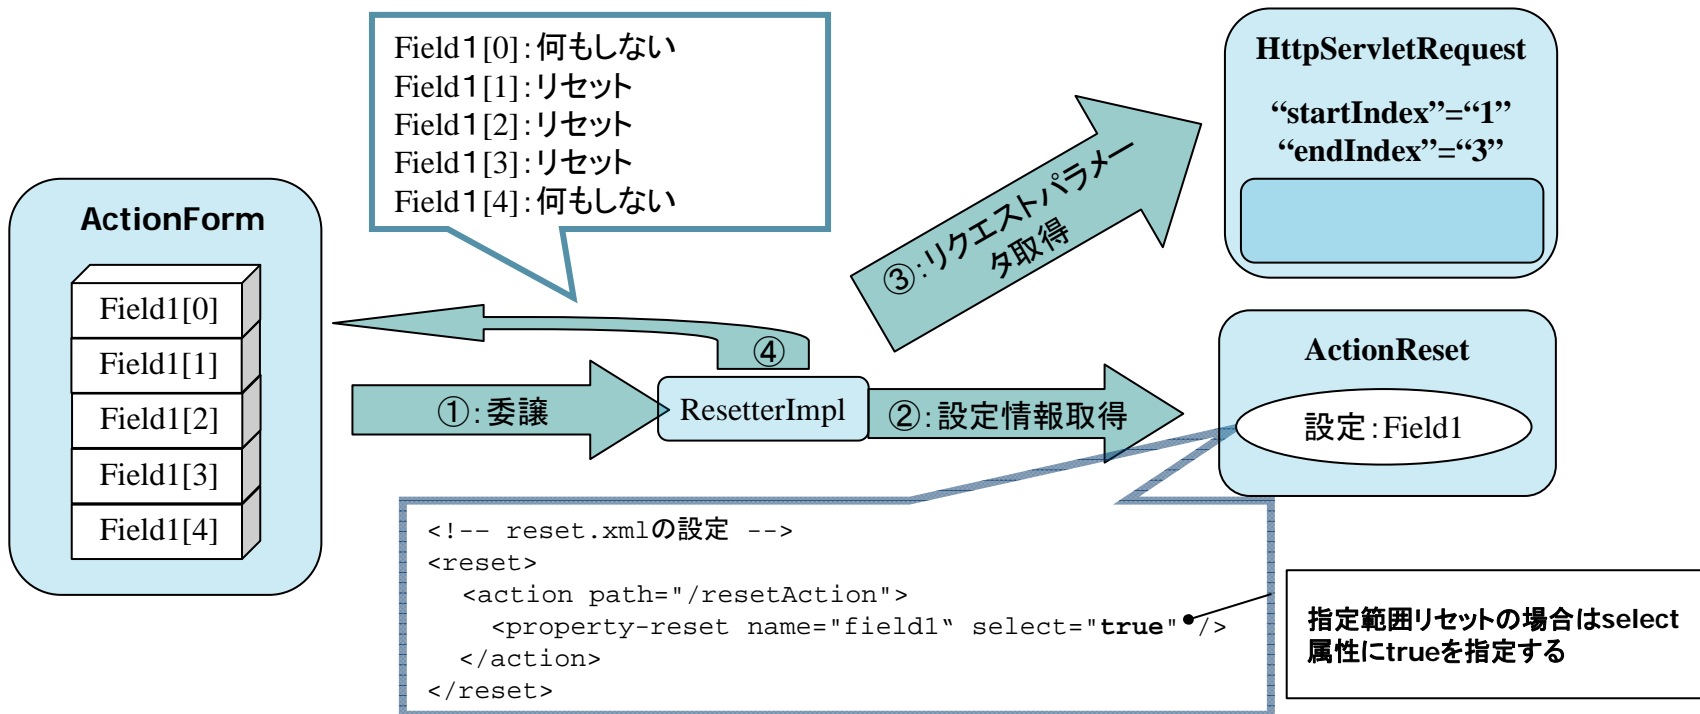 Field1[0]：何もしない
Field1[1]：リセット
Field1[2]：リセット
Field1[3]：リセット
Field1[4]：何もしない
HttpServletRequest
“startIndex”=“1”
“endIndex”=“3”
ActionForm
Field1[0]
Field1[1]
Field1[2]
Field1[3]
Field1[4]
③：リクエストパラメー
タ取得
④
①：委譲
ResetterImpl
②：設定情報取得
ActionReset
設定：Field1
<!-- reset.xmlの設定 -->
<reset>
<action path="/resetAction">
<property-reset name="field1“ select="true" />
</action>
</reset>
指定範囲リセットの場合はselect
属性にtrueを指定する